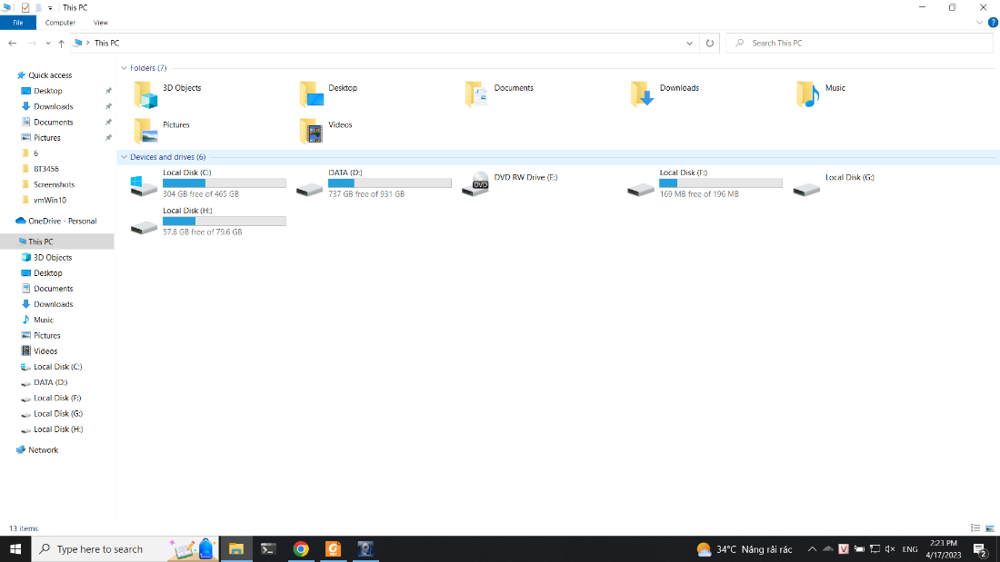 This PC
File
Computer
View
This PC
Search This PC
Quick access
Desktop
Downloads
Documents
Pictures
6
BT3456
Screenshots
vmWin10
OneDrive - Personal
This PC
3D Objects
Desktop
Documents
Downloads
Music
Pictures
Videos
Local Disk (C:)
DATA (D:)
Local Disk (F:)
Local Disk (G:)
Local Disk (H:)
Network
Folders (7)
3D Objects
Desktop
Documents
Downloads
Music
Pictures
Videos
Devices and drives (6)
Local Disk (C:)
304 GB free of 465 GB
DATA (D:)
737 GB free of 931 GB
DVD
DVD RW Drive (E:)
Local Disk (F:)
169 MB free of 196 MB
Local Disk (G:)
Local Disk (H:)
57.8 GB free of 79.6 GB
13 items
Type here to search
34°C Nắng rải rác
V
ENG
2:23 PM
4/17/2023
2